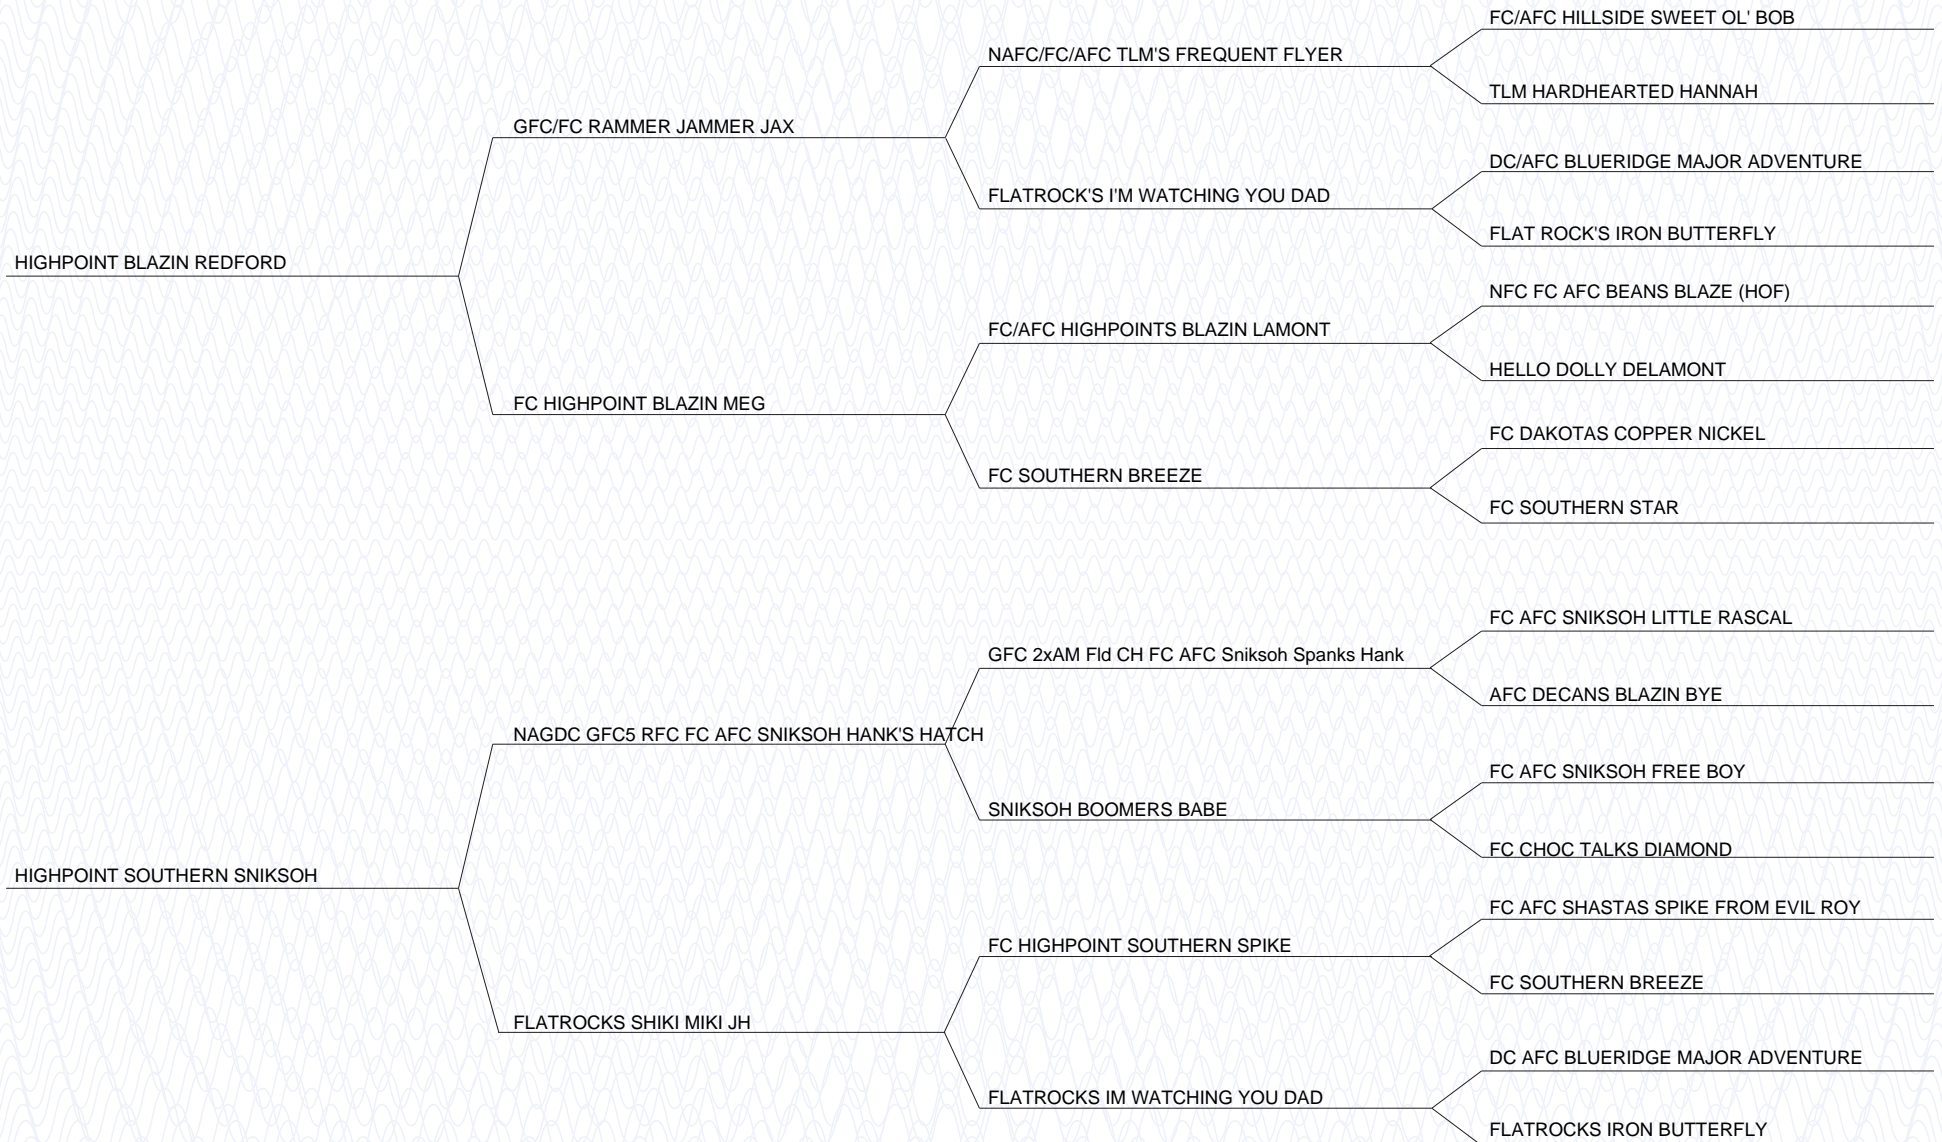 FC/AFC HILLSIDE SWEET OL' BOB
NAFC/FC/AFC TLM'S FREQUENT FLYER
TLM HARDHEARTED HANNAH
GFC/FC RAMMER JAMMER JAX
DC/AFC BLUERIDGE MAJOR ADVENTURE
FLATROCK'S I'M WATCHING YOU DAD
FLAT ROCK'S IRON BUTTERFLY
HIGHPOINT BLAZIN REDFORD
NFC FC AFC BEANS BLAZE (HOF)
FC/AFC HIGHPOINTS BLAZIN LAMONT
HELLO DOLLY DELAMONT
FC HIGHPOINT BLAZIN MEG
FC DAKOTAS COPPER NICKEL
FC SOUTHERN BREEZE
FC SOUTHERN STAR
FC AFC SNIKSOH LITTLE RASCAL
GFC 2xAM Fld CH FC AFC Sniksoh Spanks Hank
AFC DECANS BLAZIN BYE
NAGDC GFC5 RFC FC AFC SNIKSOH HANK'S HATCH
FC AFC SNIKSOH FREE BOY
SNIKSOH BOOMERS BABE
FC CHOC TALKS DIAMOND
HIGHPOINT SOUTHERN SNIKSOH
FC AFC SHASTAS SPIKE FROM EVIL ROY
FC HIGHPOINT SOUTHERN SPIKE
FC SOUTHERN BREEZE
FLATROCKS SHIKI MIKI JH
DC AFC BLUERIDGE MAJOR ADVENTURE
FLATROCKS IM WATCHING YOU DAD
FLATROCKS IRON BUTTERFLY